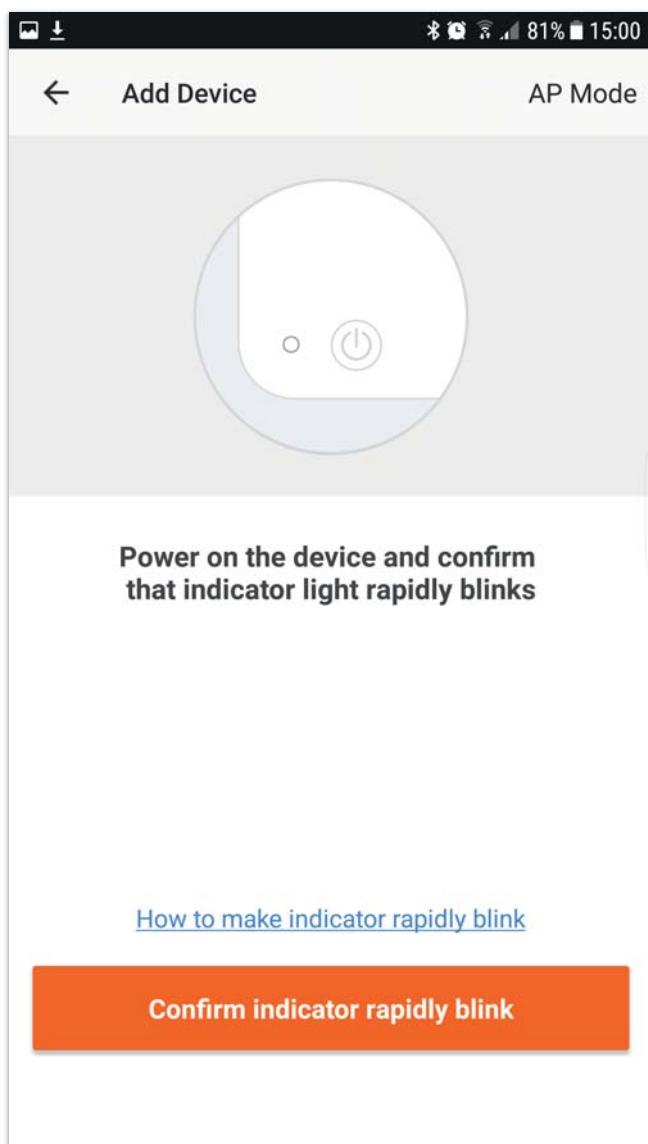 81% 15:00
Add Device AP Mode
Power on the device and confirm
that indicator light rapidly blinks
How to make indicator rapidly blink
Confirm indicator rapidly blink